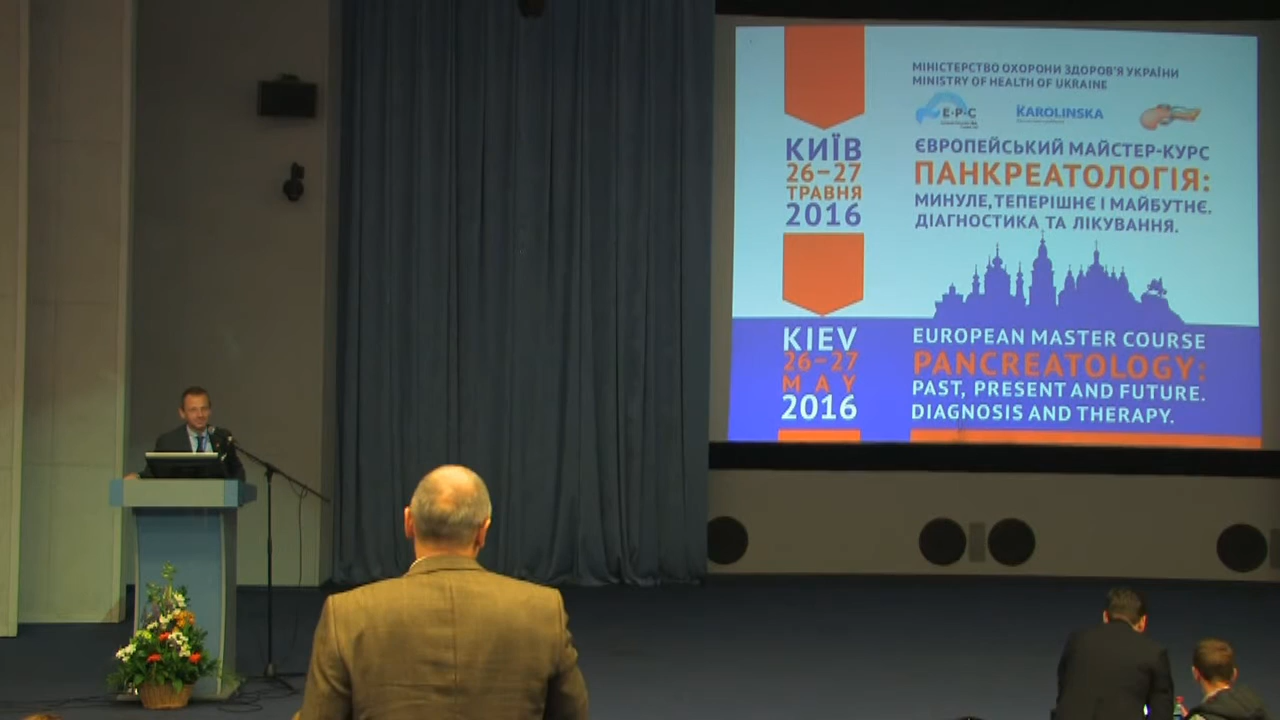 КИЇВ
26–27
ТРАВНЯ
2016
МІНІСТЕРСТВО ОХОРОНИ ЗДОРОВ'Я УКРАЇНИ
MINISTRY OF HEALTH OF UKRAINE
E·P·C
KAROLINSKA
ЄВРОПЕЙСЬКИЙ МАЙСТЕР-КУРС
ПАНКРЕАТОЛОГІЯ:
МИНУЛЕ, ТЕПЕРІШНЄ І МАЙБУТНЄ.
ДІАГНОСТИКА ТА ЛІКУВАННЯ.
KIEV
26–27
MAY
2016
EUROPEAN MASTER COURSE
PANCREATOLOGY:
PAST, PRESENT AND FUTURE.
DIAGNOSIS AND THERAPY.